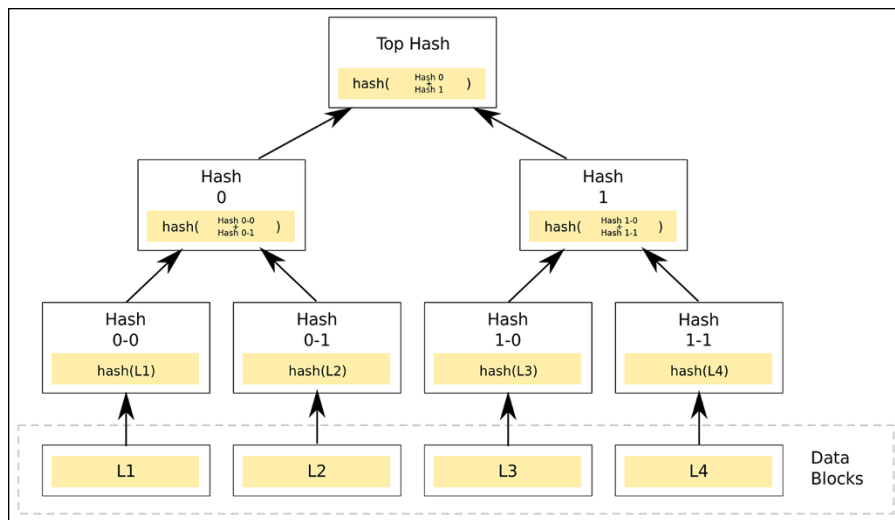 Top Hash
hash( Hash 0 + Hash 1 )
Hash
0
hash( Hash 0-0 + Hash 0-1 )
Hash
1
hash( Hash 1-0 + Hash 1-1 )
Hash
0-0
hash(L1)
Hash
0-1
hash(L2)
Hash
1-0
hash(L3)
Hash
1-1
hash(L4)
L1
L2
L3
L4
Data
Blocks